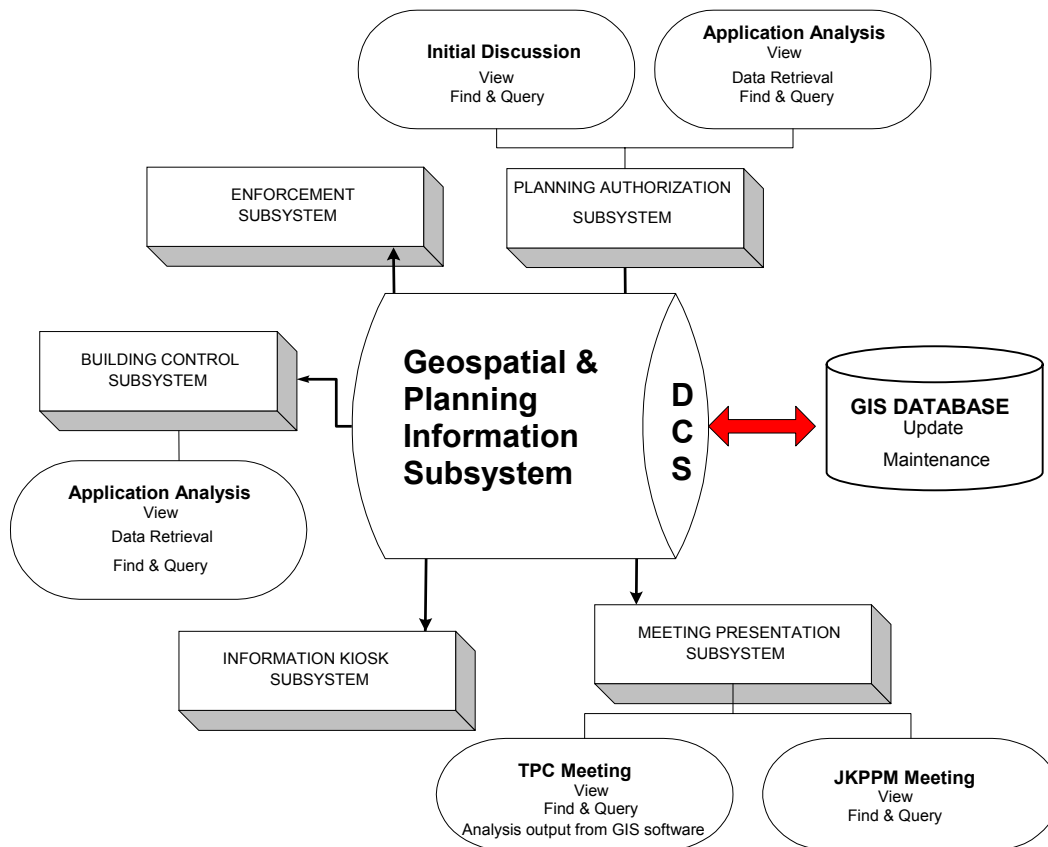 Initial Discussion
View
Find & Query
Application Analysis
View
Data Retrieval
Find & Query
ENFORCEMENT
SUBSYSTEM
PLANNING AUTHORIZATION
SUBSYSTEM
BUILDING CONTROL
SUBSYSTEM
Geospatial &
Planning
Information
Subsystem
D
C
S
GIS DATABASE
Update
Maintenance
Application Analysis
View
Data Retrieval
Find & Query
INFORMATION KIOSK
SUBSYSTEM
MEETING PRESENTATION
SUBSYSTEM
TPC Meeting
View
Find & Query
Analysis output from GIS software
JKPPM Meeting
View
Find & Query